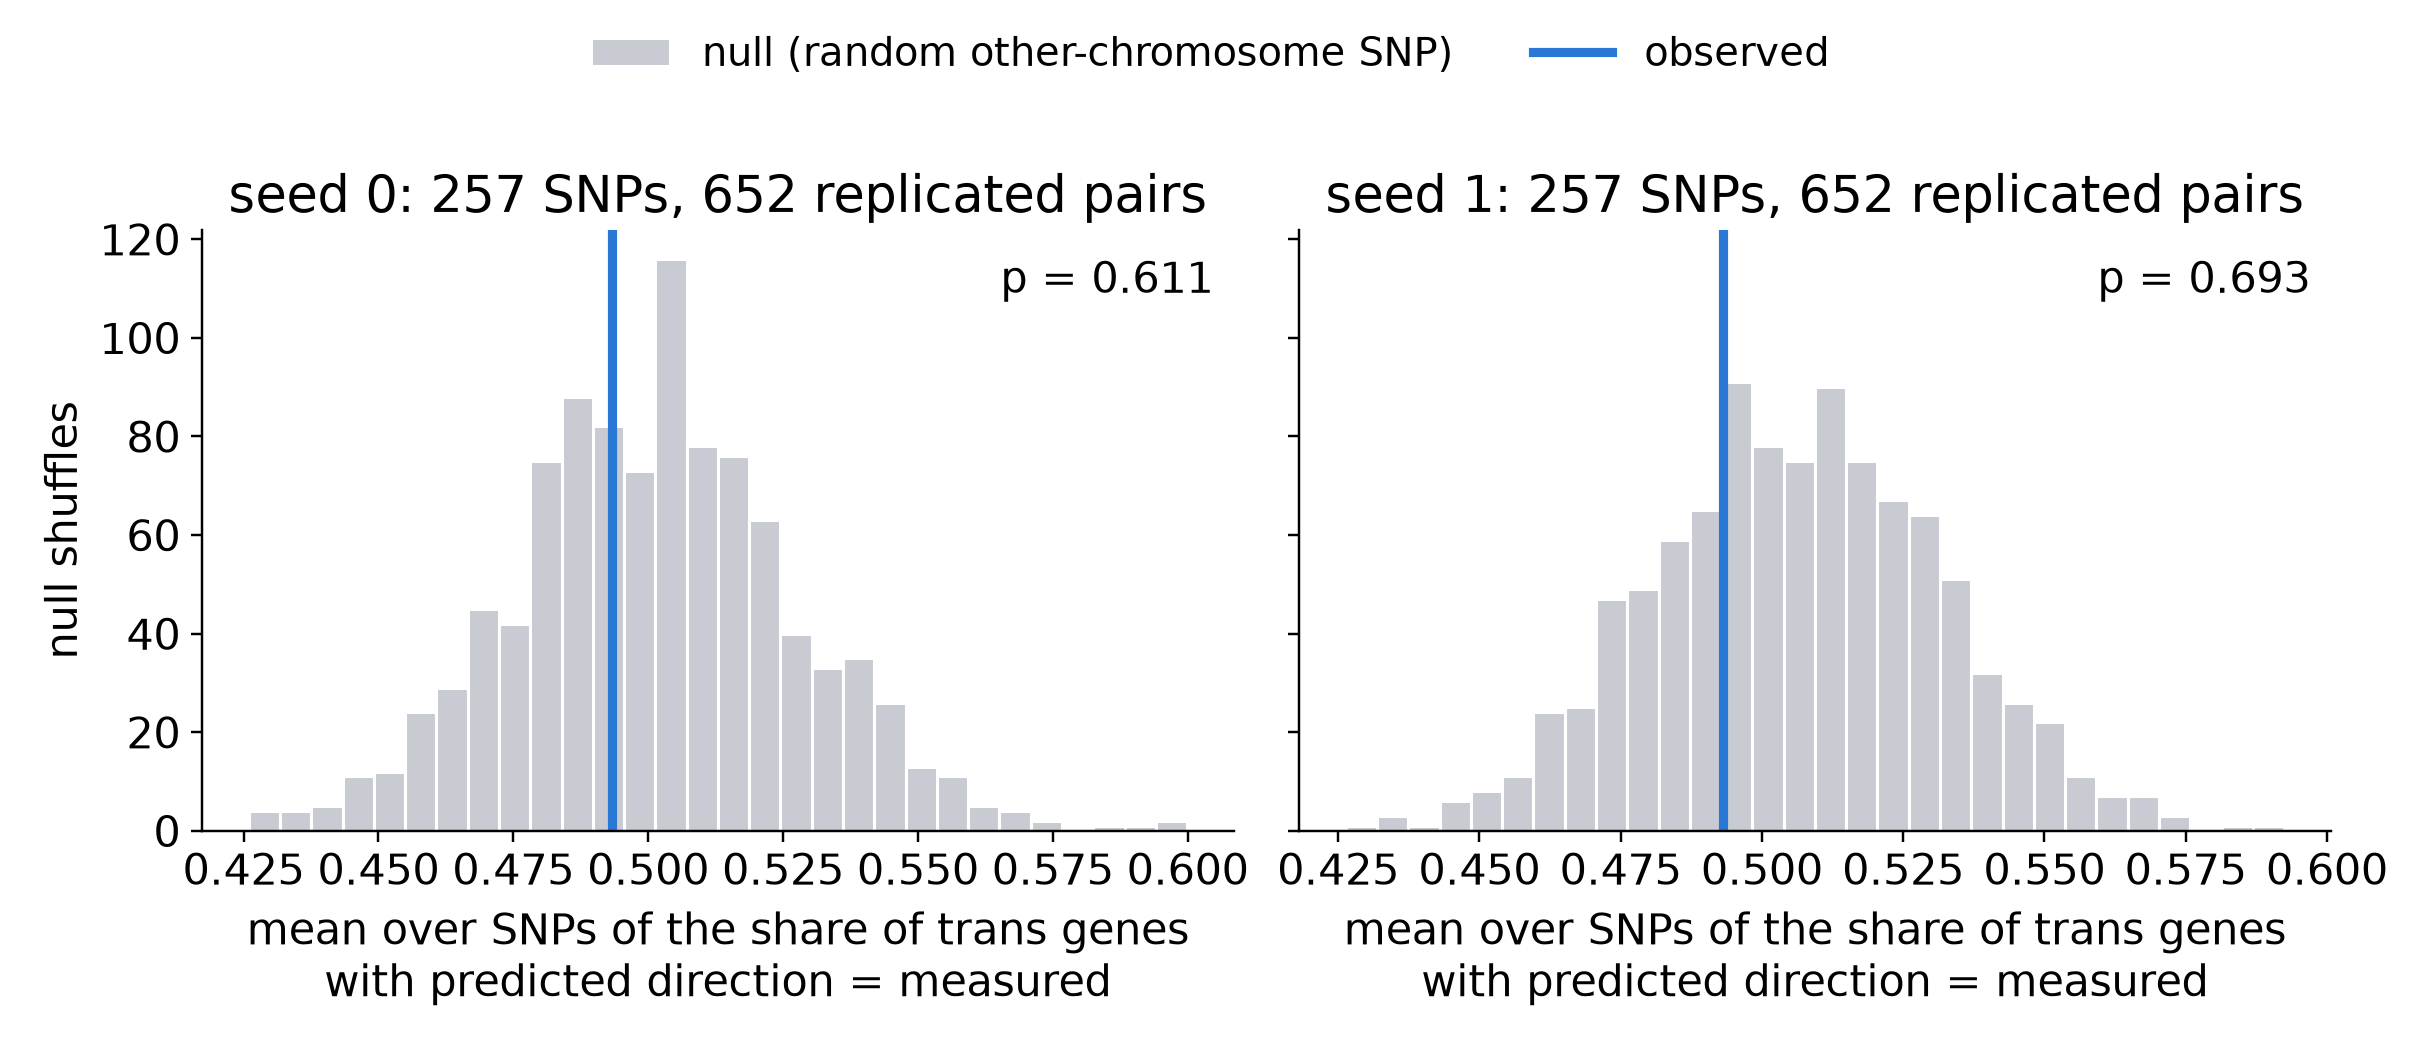 null (random other-chromosome SNP)
observed
seed 0: 257 SNPs, 652 replicated pairs
p = 0.611
null shuffles
120
100
80
60
40
20
0
0.425 0.450 0.475 0.500 0.525 0.550 0.575 0.600
mean over SNPs of the share of trans genes
with predicted direction = measured
seed 1: 257 SNPs, 652 replicated pairs
p = 0.693
0.425 0.450 0.475 0.500 0.525 0.550 0.575 0.600
mean over SNPs of the share of trans genes
with predicted direction = measured